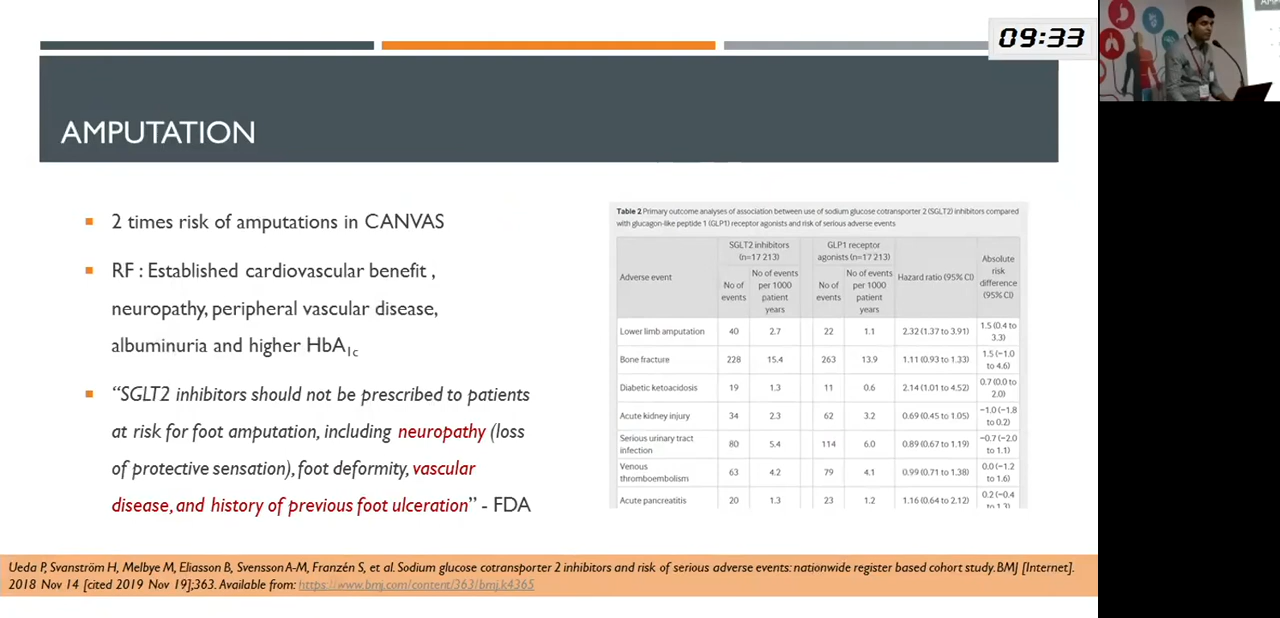 09:33
AMPUTATION
2 times risk of amputations in CANVAS
RF : Established cardiovascular benefit ,
neuropathy, peripheral vascular disease,
albuminuria and higher HbA1c
“SGLT2 inhibitors should not be prescribed to patients
at risk for foot amputation, including neuropathy (loss
of protective sensation), foot deformity, vascular
disease, and history of previous foot ulceration” - FDA
Table 2 Primary outcome analyses of association between use of sodium glucose cotransporter 2 (SGLT2) inhibitors compared
with glucagon-like peptide 1 (GLP1) receptor agonists and risk of serious adverse events
Adverse event
SGLT2 inhibitors
(n=17 213)
No of
events
No of events
per 1000
patient
years
GLP1 receptor
agonists (n=17 213)
No of
events
No of events
per 1000
patient
years
Hazard ratio (95% CI)
Absolute
risk
difference
(95% CI)
Lower limb amputation 40 2.7 22 1.1 2.32 (1.37 to 3.91) 1.5 (0.4 to
3.3)
Bone fracture 228 15.4 263 13.9 1.11 (0.93 to 1.33) 1.5 (−1.0
to 4.6)
Diabetic ketoacidosis 19 1.3 11 0.6 2.14 (1.01 to 4.52) 0.7 (0.0 to
2.0)
Acute kidney injury 34 2.3 62 3.2 0.69 (0.45 to 1.05) −1.0 (−1.8
to 0.2)
Serious urinary tract
infection 80 5.4 114 6.0 0.89 (0.67 to 1.19) −0.7 (−2.0
to 1.1)
Venous
thromboembolism 63 4.2 79 4.1 0.99 (0.71 to 1.38) 0.0 (−1.2
to 1.6)
Acute pancreatitis 20 1.3 23 1.2 1.16 (0.64 to 2.12) 0.2 (−0.4
to 1.3)
Ueda P, Svanström H, Melbye M, Eliasson B, Svensson A-M, Franzén S, et al. Sodium glucose cotransporter 2 inhibitors and risk of serious adverse events: nationwide register based cohort study. BMJ [Internet].
2018 Nov 14 [cited 2019 Nov 19];363. Available from: https://www.bmj.com/content/363/bmj.k4365